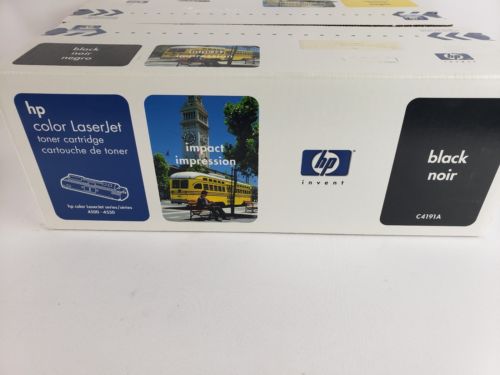 black
noir
negro
hp
hp
color LaserJet
toner cartridge
cartouche de toner
hp color LaserJet series/séries
4500 · 4550
impact
impression
hp
invent
black
noir
C4191A